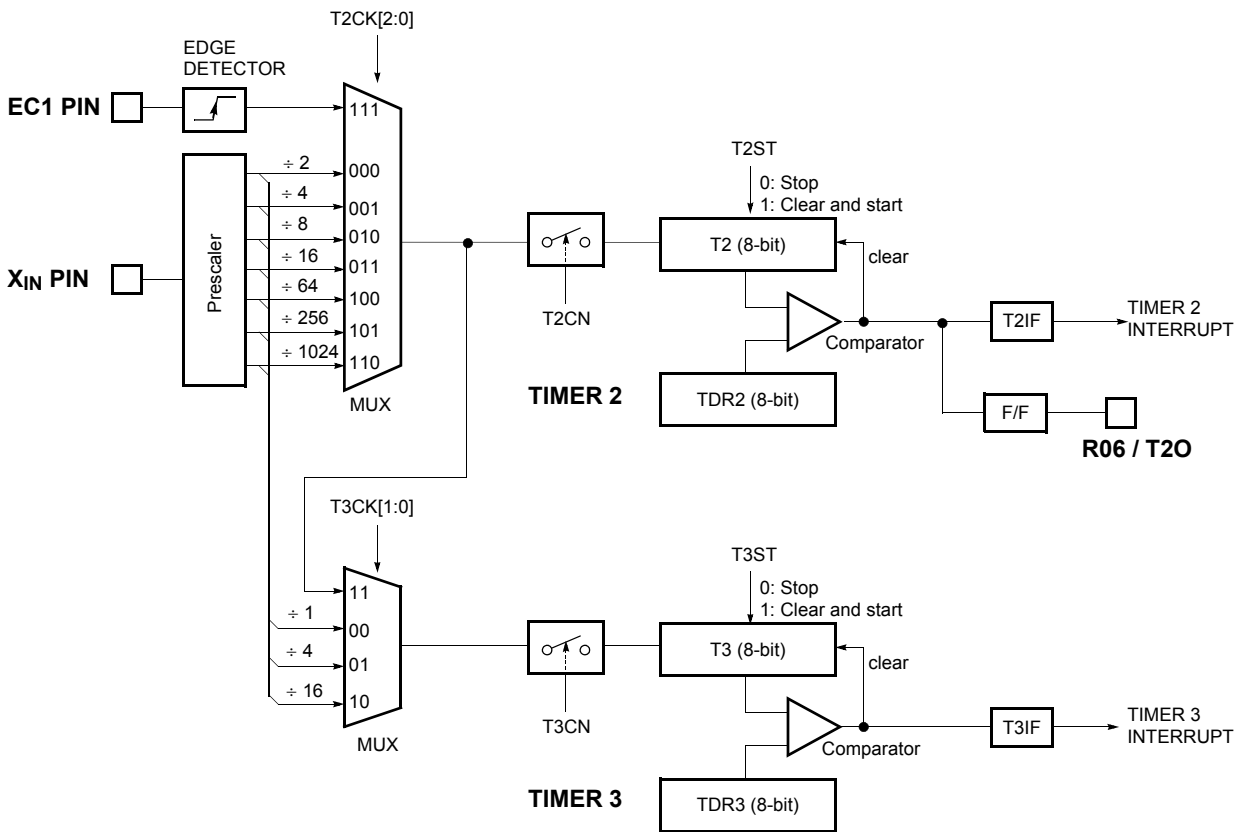 T2CK[2:0]
EDGE
DETECTOR
EC1 PIN
111
÷ 2
000
÷ 4
001
÷ 8
010
÷ 16
011
÷ 64
100
÷ 256
101
÷ 1024
110
XIN PIN
Prescaler
MUX
T2CN
TIMER 2
T2ST
0: Stop
1: Clear and start
T2 (8-bit)
clear
Comparator
TDR2 (8-bit)
T2IF
TIMER 2
INTERRUPT
F/F
R06 / T2O
T3CK[1:0]
11
÷ 1
00
÷ 4
01
÷ 16
10
MUX
T3CN
TIMER 3
T3ST
0: Stop
1: Clear and start
T3 (8-bit)
clear
Comparator
TDR3 (8-bit)
T3IF
TIMER 3
INTERRUPT